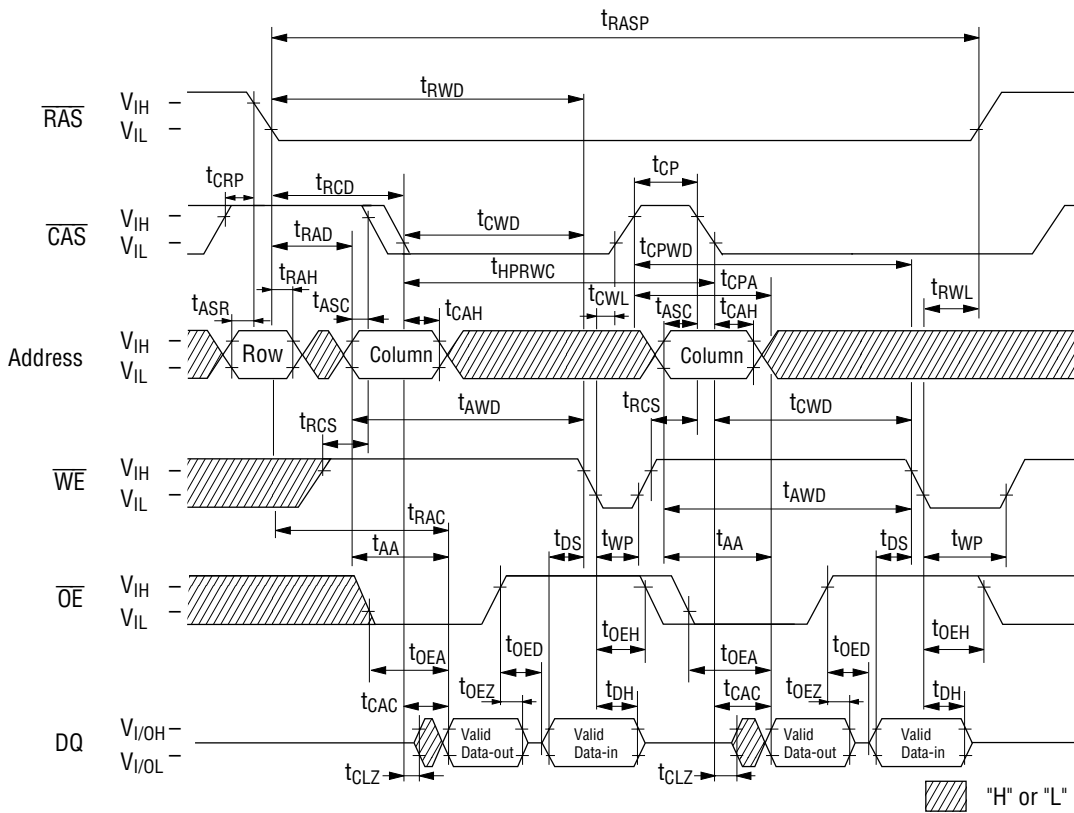 tRASP
tRWD
RAS
VIH
VIL
tCRP
tRCD
tCP
CAS
VIH
VIL
tRAD
tCWD
tCPWD
tHPRWC
tRAH
tCWL
tCPA
tRWL
tASR
tASC
tCAH
tASC
tCAH
Address
VIH
VIL
Row
Column
Column
tAWD
tRCS
tRCS
tCWD
WE
VIH
VIL
tAWD
tRAC
tAA
tDS
tWP
tAA
tDS
tWP
OE
VIH
VIL
tOEA
tOED
tOEH
tOEA
tOED
tOEH
tCAC
tOEZ
tDH
tCAC
tOEZ
tDH
DQ
VI/OH
VI/OL
Valid
Data-out
Valid
Data-in
Valid
Data-out
Valid
Data-in
tCLZ
tCLZ
"H" or "L"